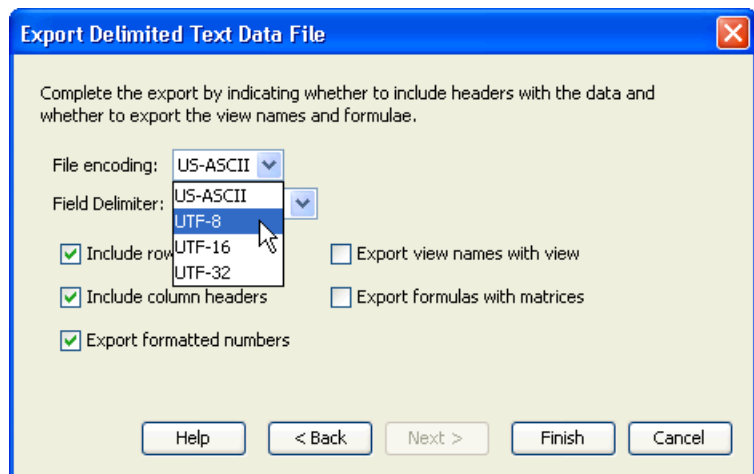 Export Delimited Text Data File
Complete the export by indicating whether to include headers with the data and
whether to export the view names and formulae.
File encoding: US-ASCII
US-ASCII
Field Delimiter:
UTF-8
Include row
UTF-16
Export view names with view
UTF-32
Include column headers
Export formulas with matrices
Export formatted numbers
Help
< Back
Next >
Finish
Cancel